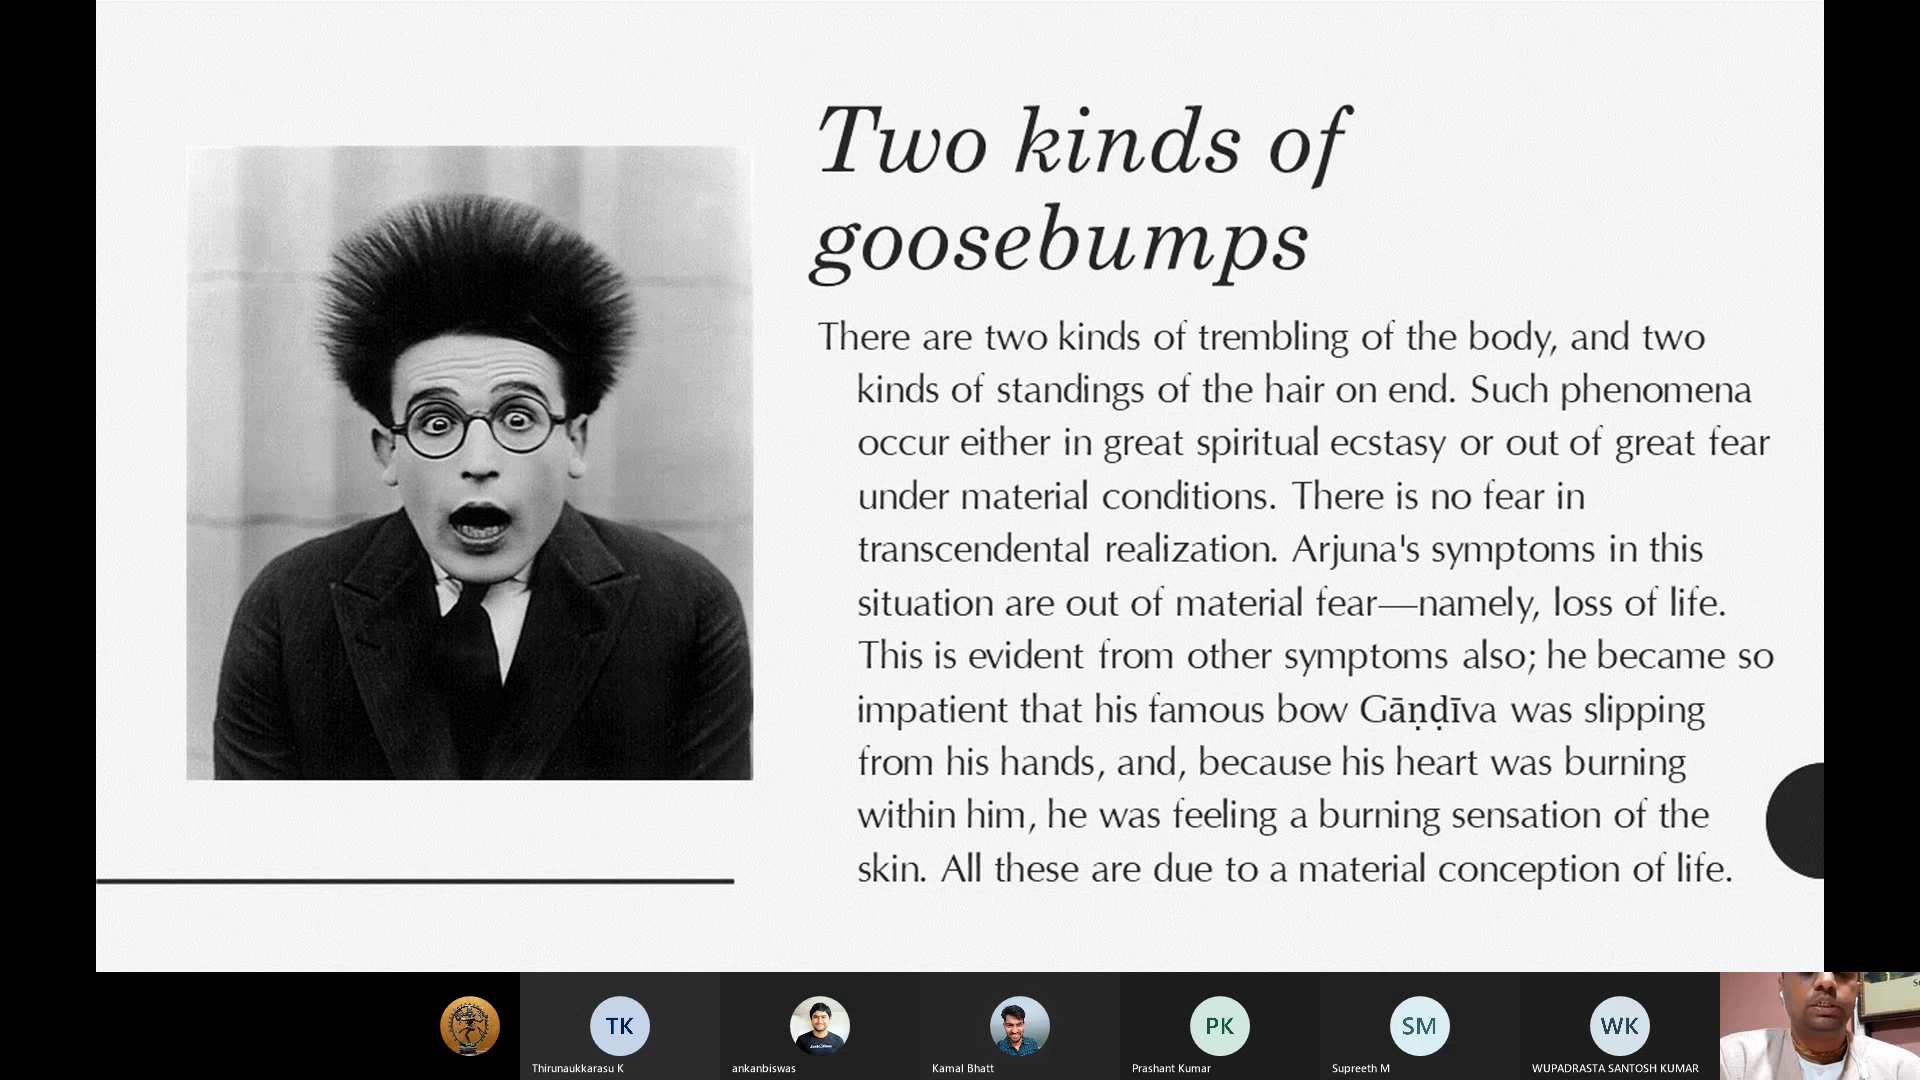 Two kinds of
goosebumps
There are two kinds of trembling of the body, and two
kinds of standings of the hair on end. Such phenomena
occur either in great spiritual ecstasy or out of great fear
under material conditions. There is no fear in
transcendental realization. Arjuna's symptoms in this
situation are out of material fear—namely, loss of life.
This is evident from other symptoms also; he became so
impatient that his famous bow Gāṇḍīva was slipping
from his hands, and, because his heart was burning
within him, he was feeling a burning sensation of the
skin. All these are due to a material conception of life.
TK
PK
SM
WK
Thirunaukkarasu K
ankanbiswas
Kamal Bhatt
Prashant Kumar
Supreeth M
WUPADRASTA SANTOSH KUMAR